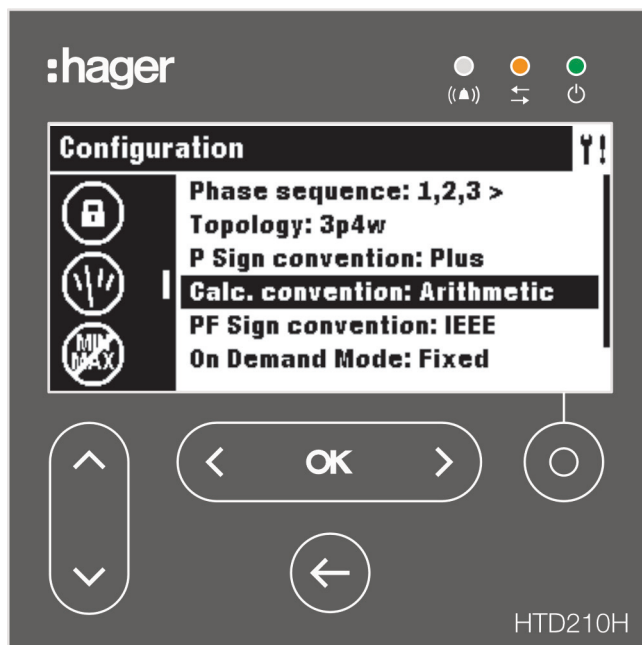 :hager
Configuration
Phase sequence: 1,2,3 >
Topology: 3p4w
P Sign convention: Plus
Calc. convention: Arithmetic
PF Sign convention: IEEE
On Demand Mode: Fixed
MIN
MAX
OK
HTD210H